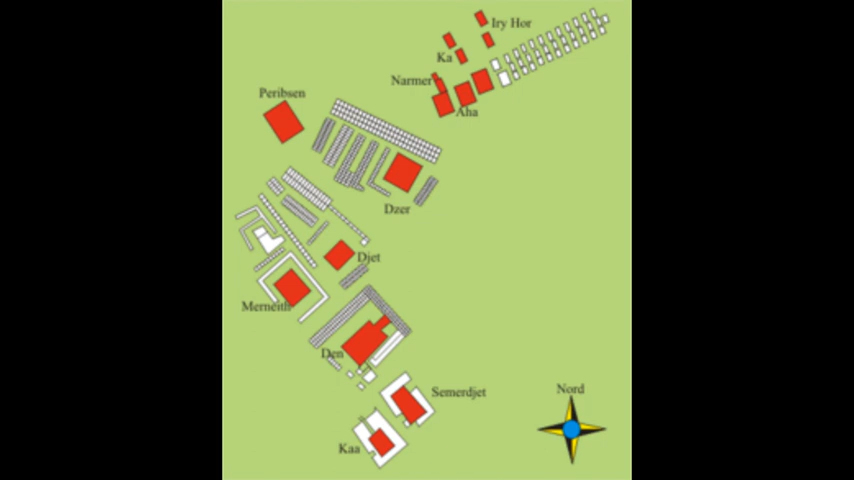 Iry Hor
Ka
Narmer
Aha
Peribsen
Dzer
Djet
Merneith
Den
Semerdjet
Nord
Kaa